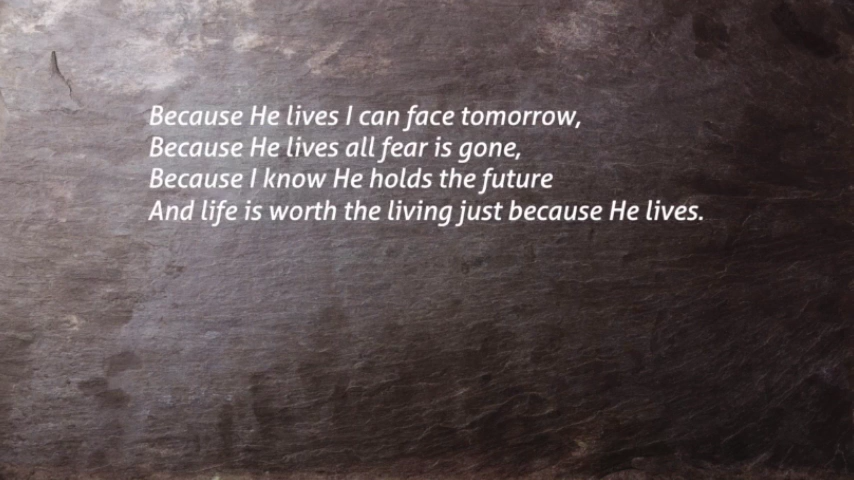 Because He lives I can face tomorrow,
Because He lives all fear is gone,
Because I know He holds the future
And life is worth the living just because He lives.